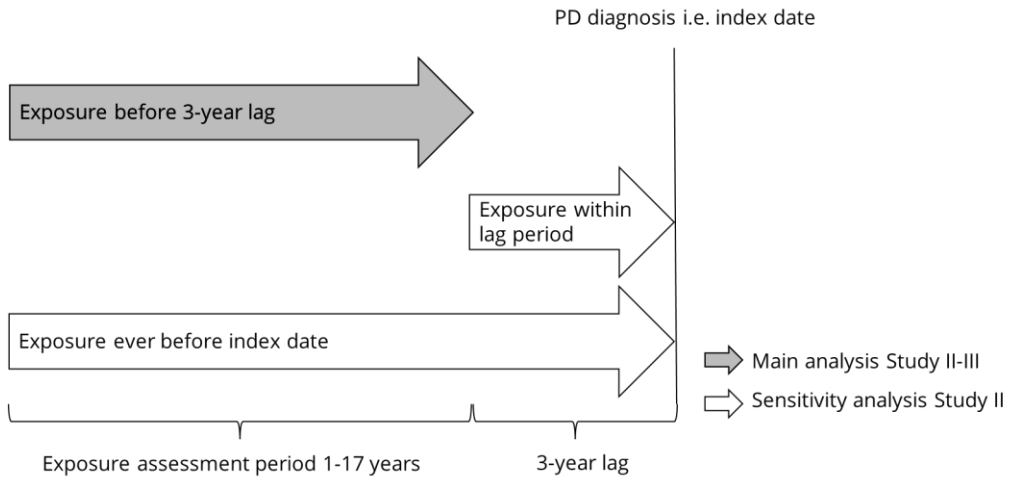 PD diagnosis i.e. index date
Exposure before 3-year lag
Exposure within
lag period
Exposure ever before index date
Main analysis Study II-III
Sensitivity analysis Study II
Exposure assessment period 1-17 years
3-year lag